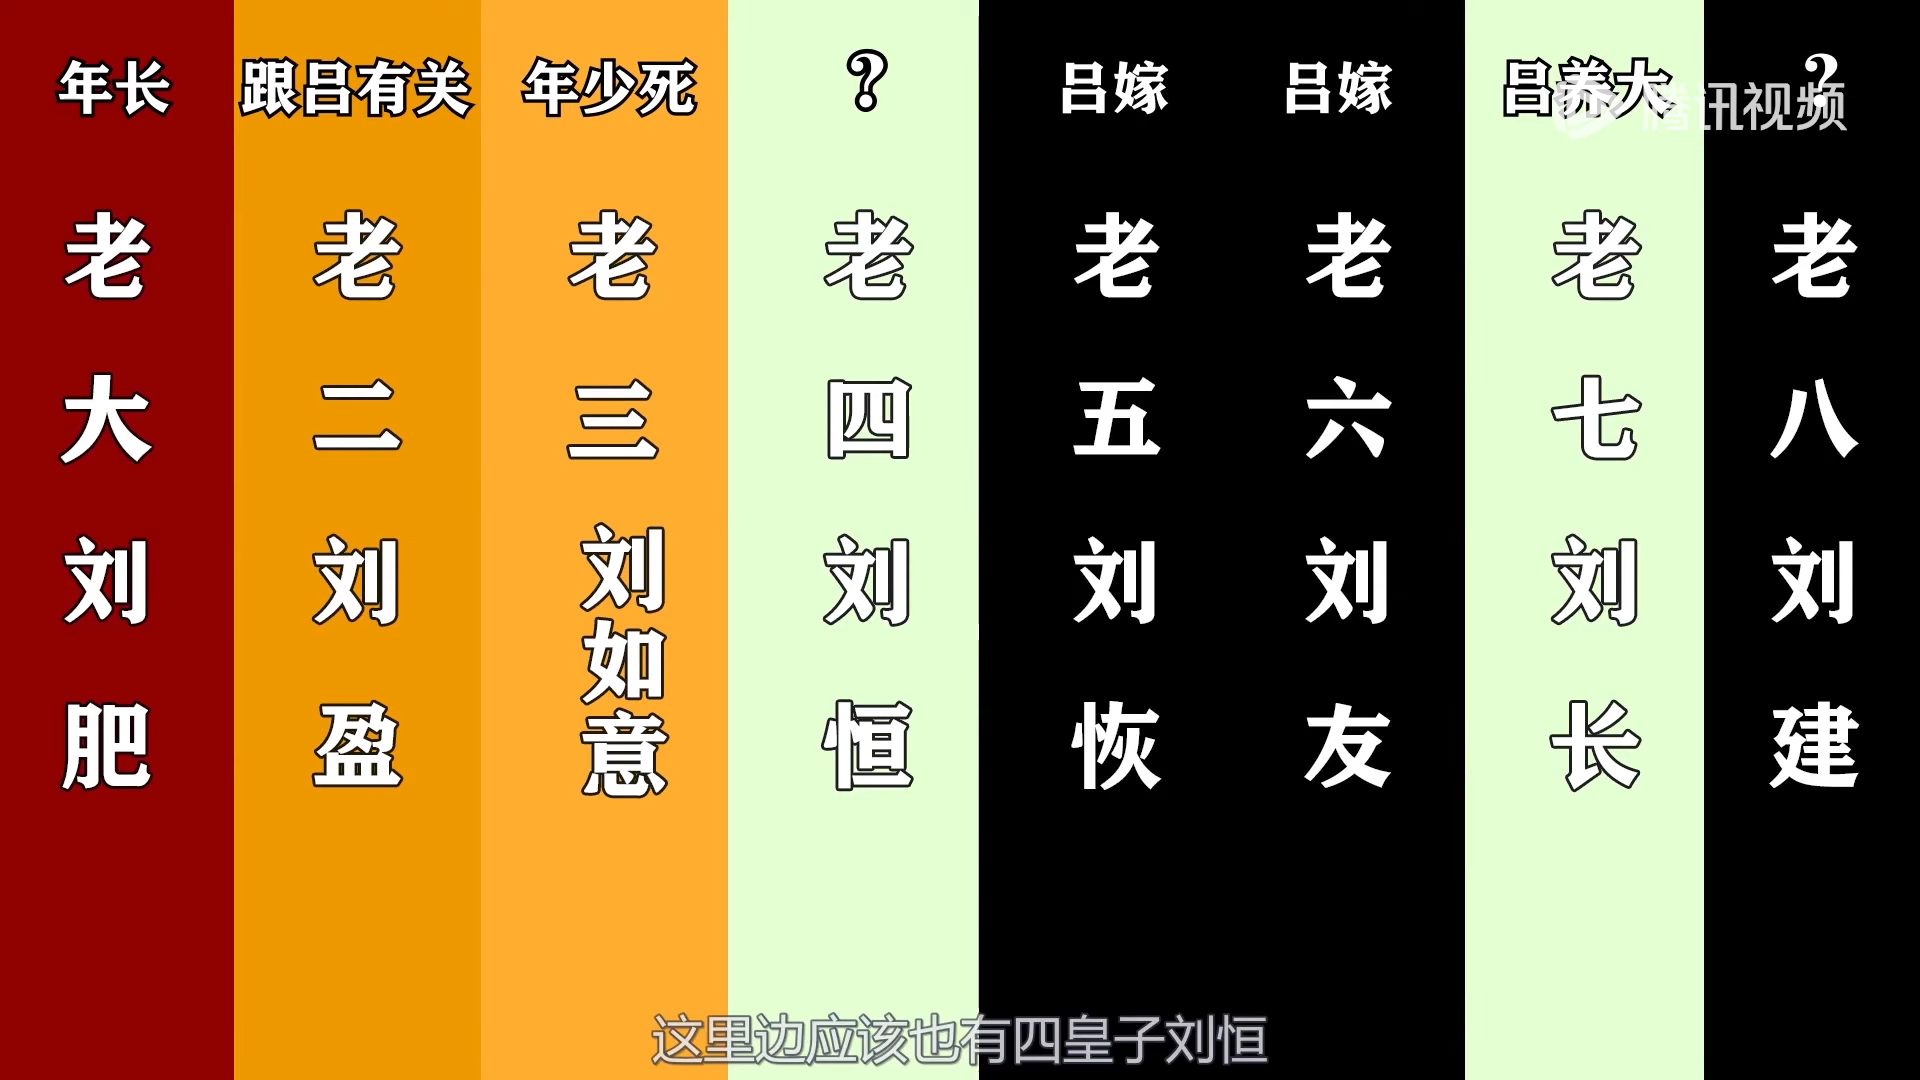 年长
跟吕有关
年少死
?
吕嫁
吕嫁
吕养大
?
腾讯视频
老大刘肥
老二刘盈
老三刘如意
老四刘恒
老五刘恢
老六刘友
老七刘长
老八刘建
这里边应该也有四皇子刘恒